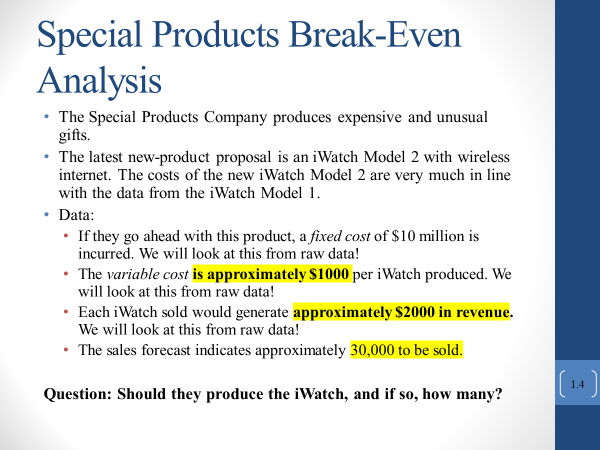 Special Products Break-Even
Analysis
• The Special Products Company produces expensive and unusual
gifts.
• The latest new-product proposal is an iWatch Model 2 with wireless
internet. The costs of the new iWatch Model 2 are very much in line
with the data from the iWatch Model 1.
• Data:
• If they go ahead with this product, a fixed cost of $10 million is
incurred. We will look at this from raw data!
• The variable cost is approximately $1000 per iWatch produced. We
will look at this from raw data!
• Each iWatch sold would generate approximately $2000 in revenue.
We will look at this from raw data!
• The sales forecast indicates approximately 30,000 to be sold.
Question: Should they produce the iWatch, and if so, how many?
1.4